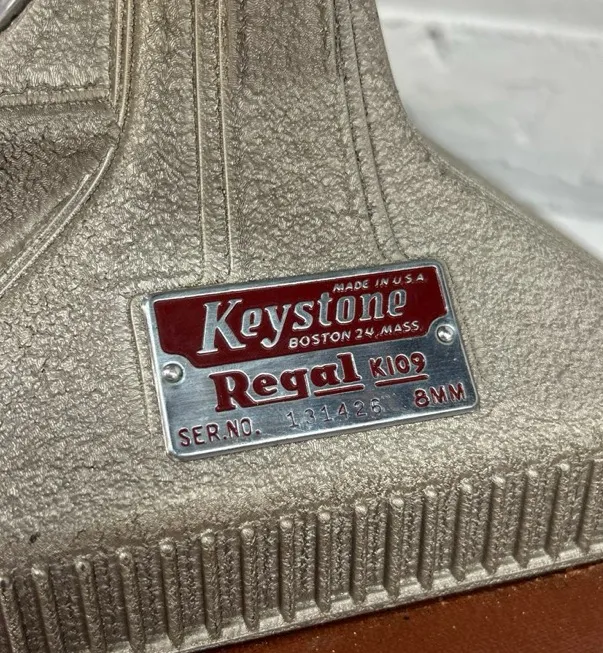 MADE IN U.S.A.
Keystone
BOSTON 24, MASS.
Regal K109
8MM
SER.NO. 131426